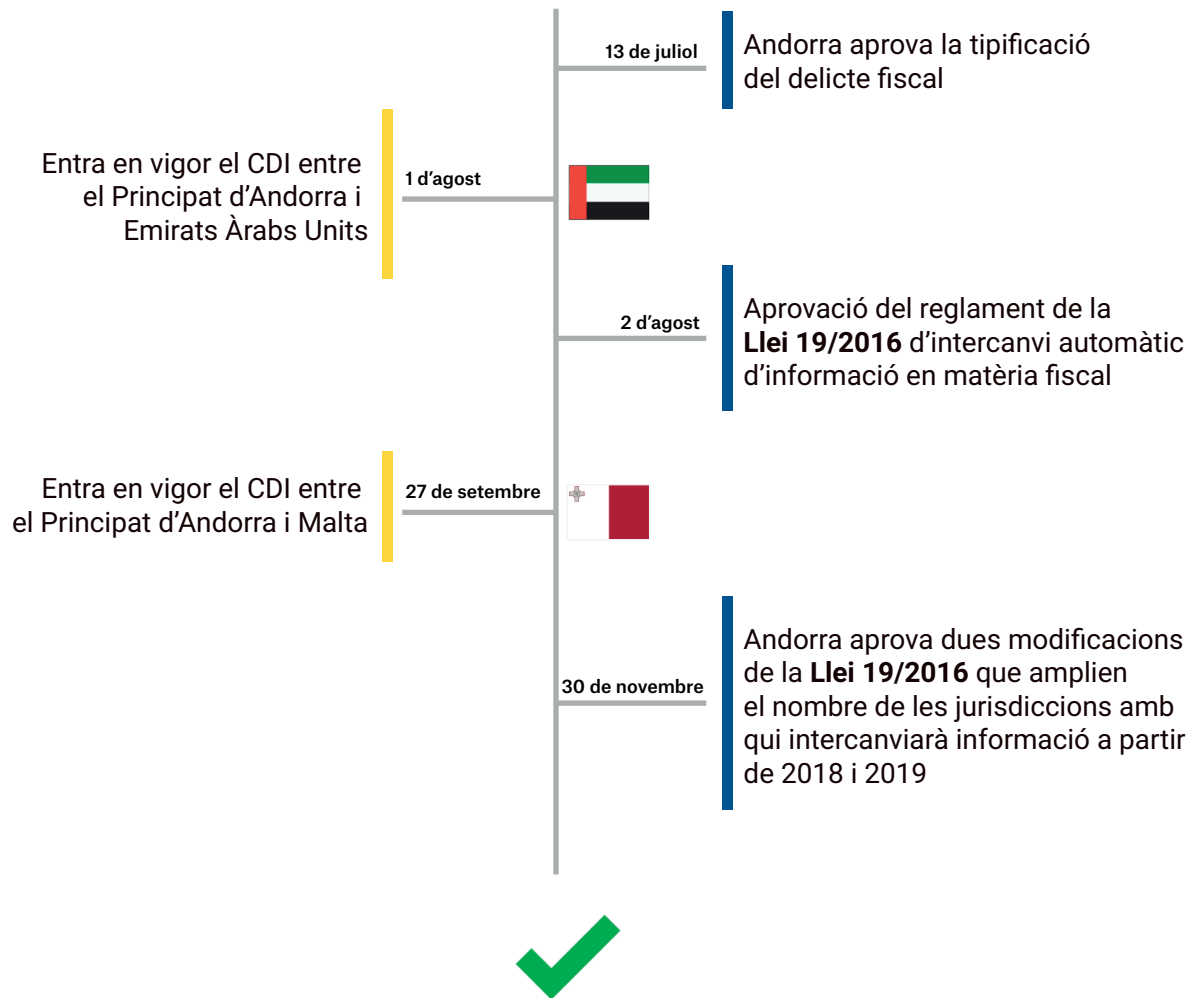 13 de juliol
Andorra aprova la tipificació
del delicte fiscal
Entra en vigor el CDI entre
el Principat d’Andorra i
Emirats Àrabs Units
1 d’agost
2 d’agost
Aprovació del reglament de la
Llei 19/2016 d’intercanvi automàtic
d’informació en matèria fiscal
Entra en vigor el CDI entre
el Principat d’Andorra i Malta
27 de setembre
30 de novembre
Andorra aprova dues modificacions
de la Llei 19/2016 que amplien
el nombre de les jurisdiccions amb
qui intercanviarà informació a partir
de 2018 i 2019